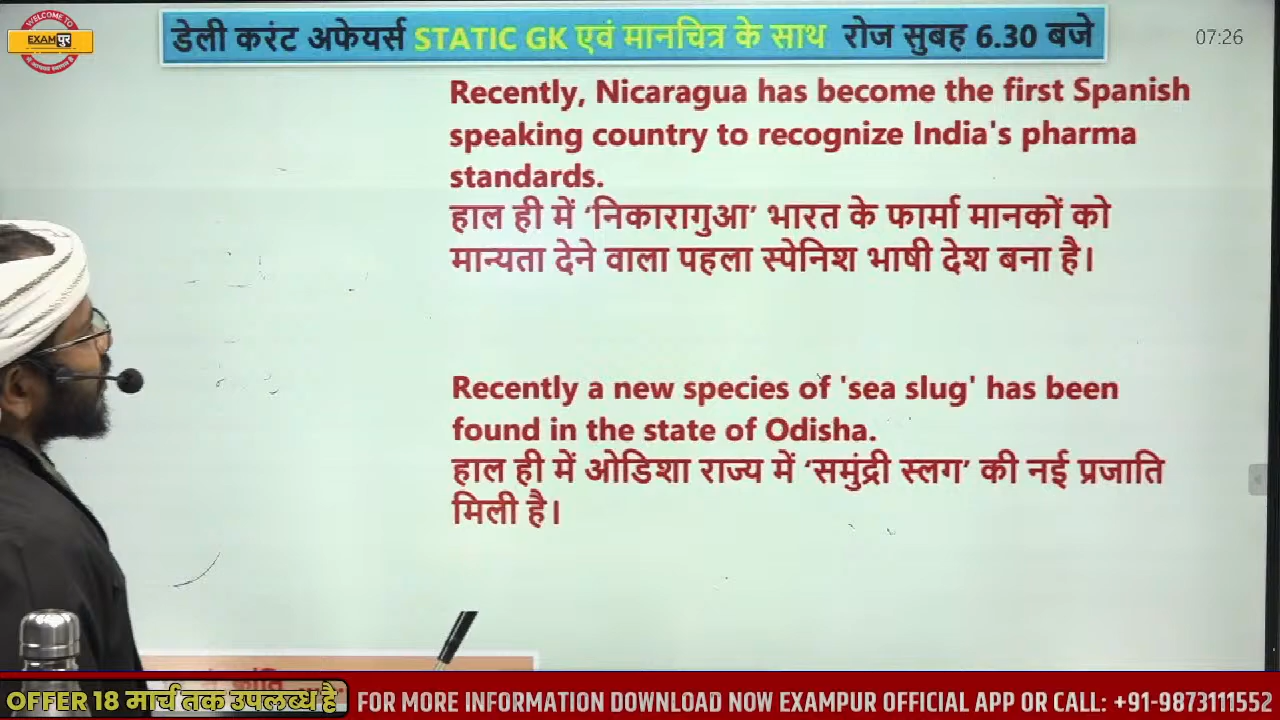 WELCOME TO
EXAMपुर
डेली करंट अफेयर्स STATIC GK एवं मानचित्र के साथ रोज सुबह 6.30 बजे
07:26
Recently, Nicaragua has become the first Spanish
speaking country to recognize India's pharma
standards.
हाल ही में ‘निकारागुआ’ भारत के फार्मा मानकों को
मान्यता देने वाला पहला स्पेनिश भाषी देश बना है।
Recently a new species of 'sea slug' has been
found in the state of Odisha.
हाल ही में ओडिशा राज्य में ‘समुंद्री स्लग’ की नई प्रजाति
मिली है।
OFFER 18 मार्च तक उपलब्ध है
FOR MORE INFORMATION DOWNLOAD NOW EXAMPUR OFFICIAL APP OR CALL: +91-9873111552